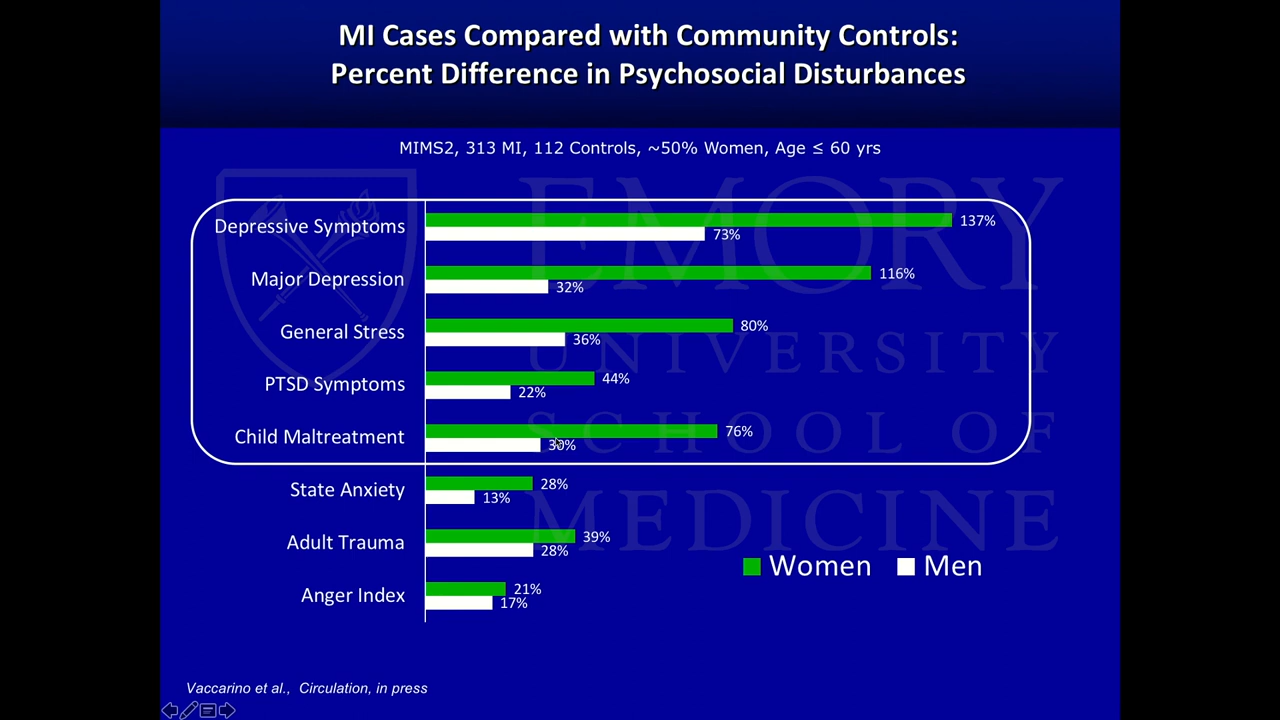 MI Cases Compared with Community Controls:
Percent Difference in Psychosocial Disturbances
MIMS2, 313 MI, 112 Controls, ~50% Women, Age ≤ 60 yrs
EMORY
UNIVERSITY
SCHOOL OF
MEDICINE
Depressive Symptoms
137%
73%
Major Depression
116%
32%
General Stress
80%
36%
PTSD Symptoms
44%
22%
Child Maltreatment
76%
30%
State Anxiety
28%
13%
Adult Trauma
39%
28%
Anger Index
21%
17%
Women Men
Vaccarino et al., Circulation, in press